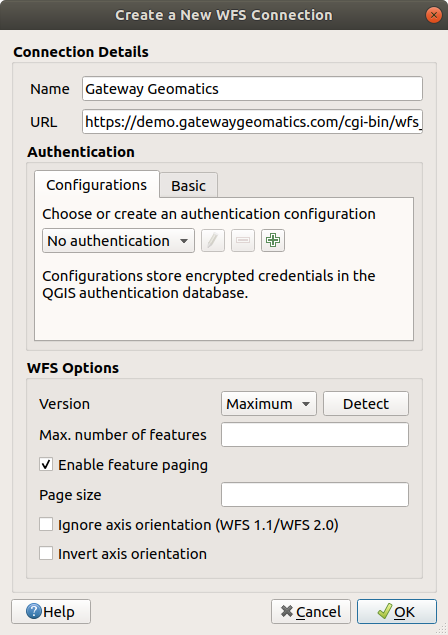 Create a New WFS Connection
Connection Details
Name Gateway Geomatics
URL https://demo.gatewaygeomatics.com/cgi-bin/wfs_
Authentication
Configurations Basic
Choose or create an authentication configuration
No authentication
Configurations store encrypted credentials in the
QGIS authentication database.
WFS Options
Version Maximum Detect
Max. number of features
Enable feature paging
Page size
Ignore axis orientation (WFS 1.1/WFS 2.0)
Invert axis orientation
Help Cancel OK